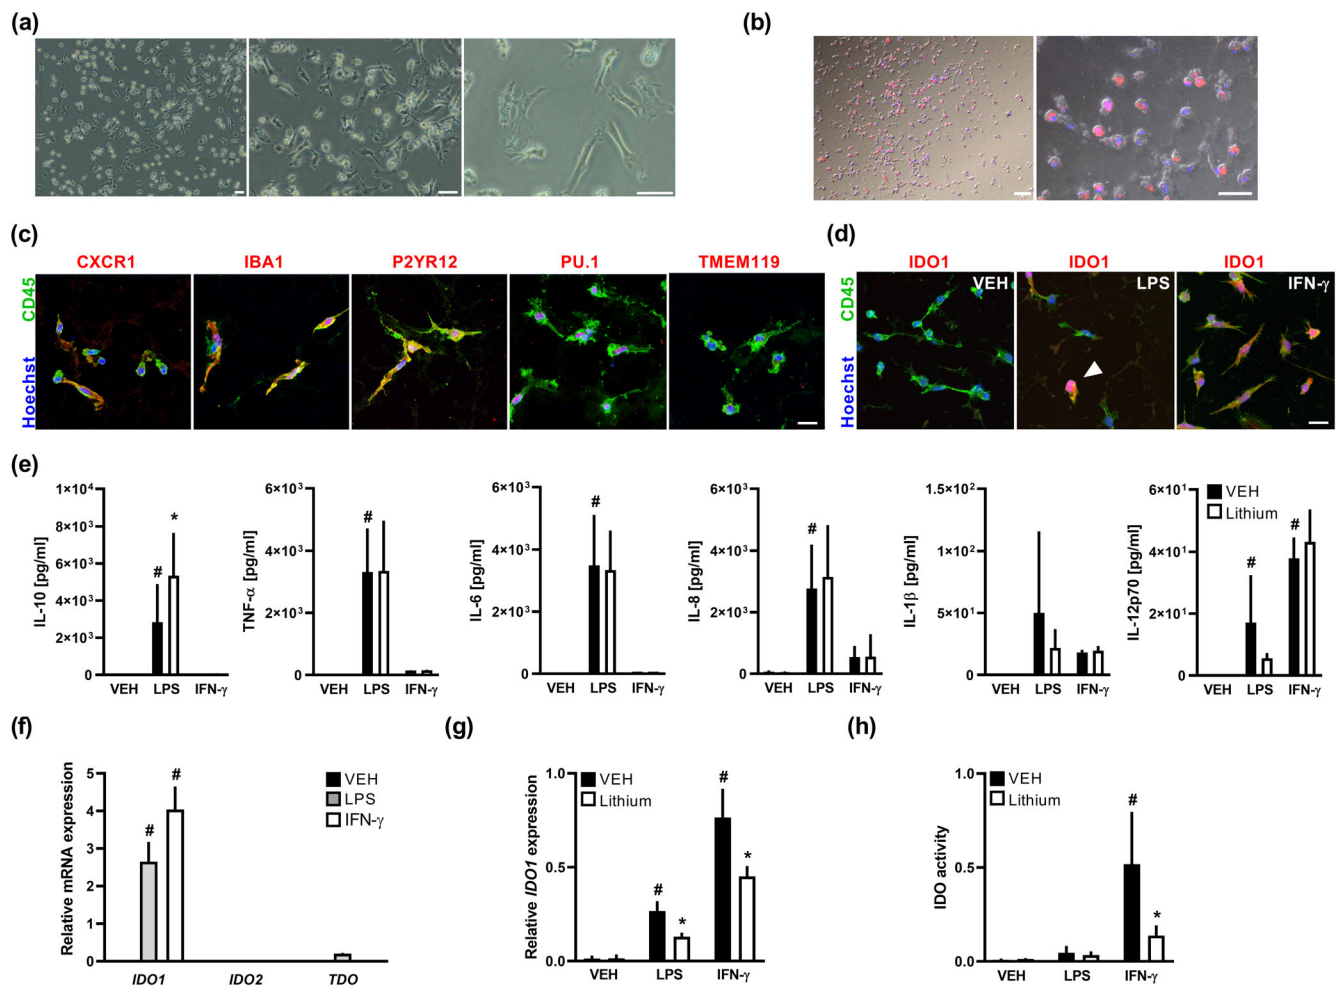 (a)
(b)
(c)
CXCR1 IBA1 P2YR12 PU.1 TMEM119
Hoechst CD45
(d)
IDO1 IDO1 IDO1
VEH LPS IFN-γ
Hoechst CD45
(e)
IL-10 [pg/ml]
1×10⁴
8×10³
6×10³
4×10³
2×10³
0
# *
VEH LPS IFN-γ
TNF-α [pg/ml]
6×10³
4×10³
2×10³
0
#
VEH LPS IFN-γ
IL-6 [pg/ml]
6×10³
4×10³
2×10³
0
#
VEH LPS IFN-γ
IL-8 [pg/ml]
6×10³
4×10³
2×10³
0
#
VEH LPS IFN-γ
IL-1β [pg/ml]
1.5×10²
1×10²
5×10¹
0
VEH LPS IFN-γ
IL-12p70 [pg/ml]
6×10¹
4×10¹
2×10¹
0
VEH
Lithium
# #
VEH LPS IFN-γ
(f)
Relative mRNA expression
5
4
3
2
1
0
# #
VEH
LPS
IFN-γ
IDO1 IDO2 TDO
(g)
Relative IDO1 expression
1.0
0.5
0.0
VEH
Lithium
# * # *
VEH LPS IFN-γ
(h)
IDO activity
1.0
0.5
0.0
VEH
Lithium
# *
VEH LPS IFN-γ